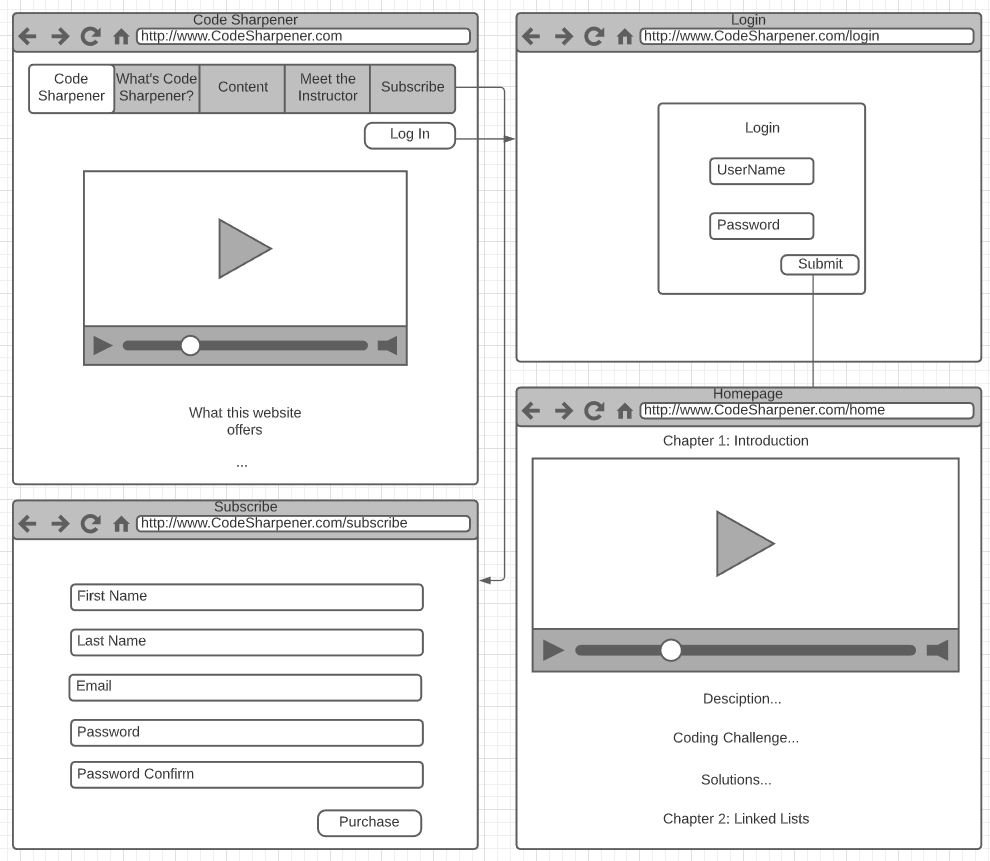 Code Sharpener
http://www.CodeSharpener.com
Code
Sharpener
What's Code
Sharpener?
Content
Meet the
Instructor
Subscribe
Log In
What this website
offers
...
Login
http://www.CodeSharpener.com/login
Login
UserName
Password
Submit
Subscribe
http://www.CodeSharpener.com/subscribe
First Name
Last Name
Email
Password
Password Confirm
Purchase
Homepage
http://www.CodeSharpener.com/home
Chapter 1: Introduction
Desciption...
Coding Challenge...
Solutions...
Chapter 2: Linked Lists